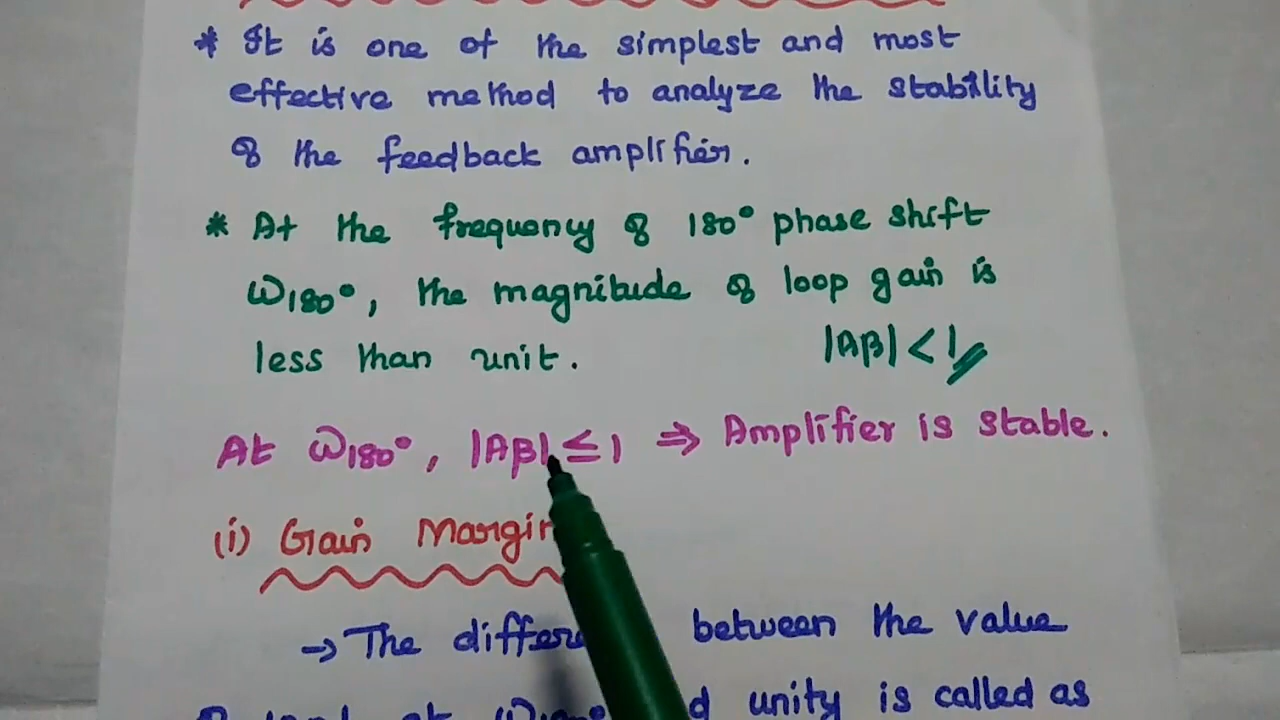 * It is one of the simplest and most
effective method to analyze the stability
of the feedback amplifier.
* At the frequency of 180° phase shift
ω180°, the magnitude of loop gain is
less than unit.
|Aβ| < 1
At ω180°, |Aβ| ≤ 1 ⇒ Amplifier is stable.
(i) Gain Margin
→ The between the value
at unity is called as